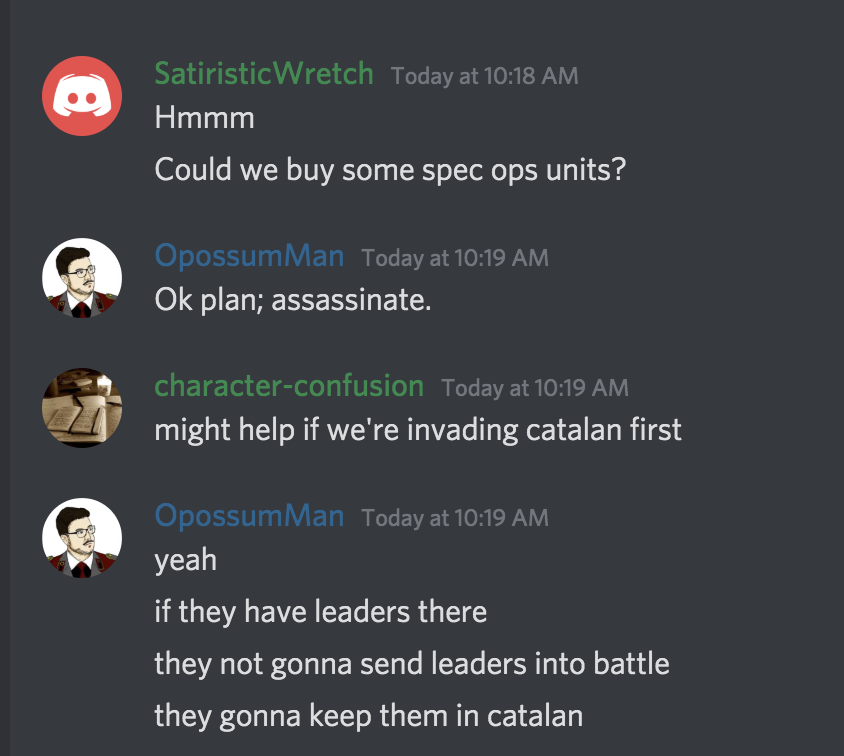 SatiristicWretch Today at 10:18 AM
Hmmm
Could we buy some spec ops units?
OpossumMan Today at 10:19 AM
Ok plan; assassinate.
character-confusion Today at 10:19 AM
might help if we're invading catalan first
OpossumMan Today at 10:19 AM
yeah
if they have leaders there
they not gonna send leaders into battle
they gonna keep them in catalan